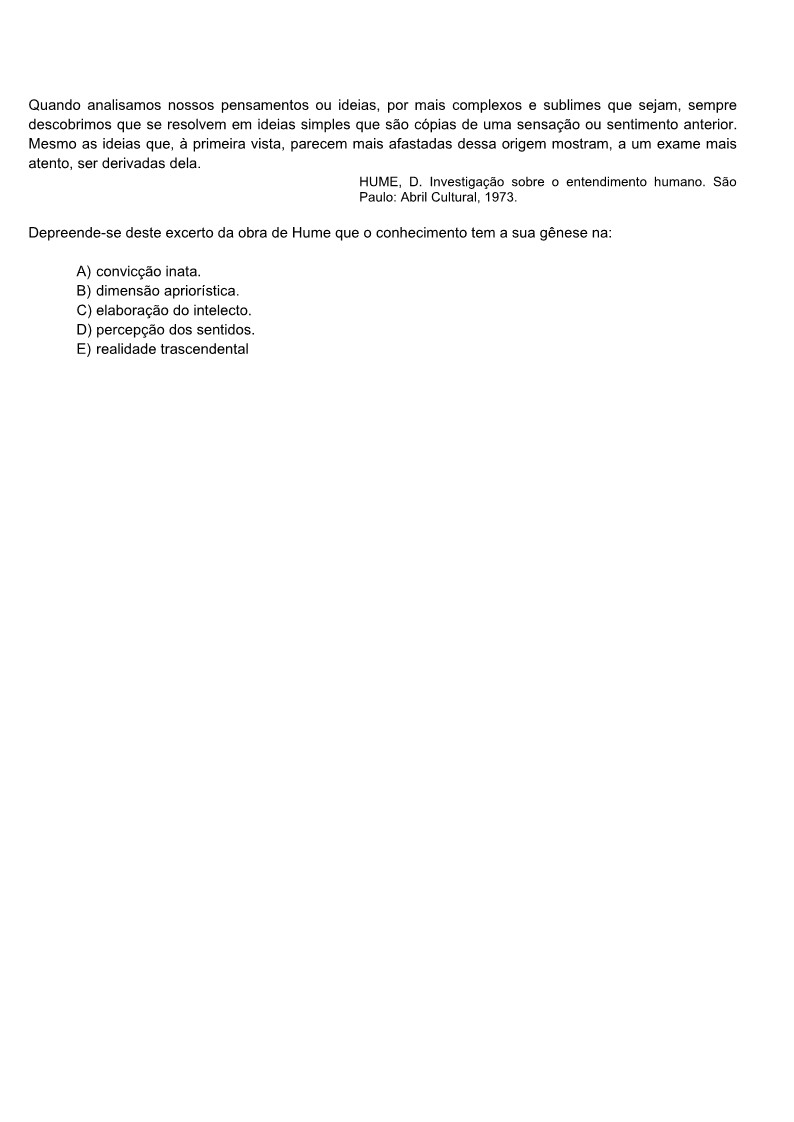 Quando analisamos nossos pensamentos ou ideias, por mais complexos e sublimes que sejam, sempre
descobrimos que se resolvem em ideias simples que são cópias de uma sensação ou sentimento anterior.
Mesmo as ideias que, à primeira vista, parecem mais afastadas dessa origem mostram, a um exame mais
atento, ser derivadas dela.
HUME, D. Investigação sobre o entendimento humano. São
Paulo: Abril Cultural, 1973.
Depreende-se deste excerto da obra de Hume que o conhecimento tem a sua gênese na:
A) convicção inata.
B) dimensão apriorística.
C) elaboração do intelecto.
D) percepção dos sentidos.
E) realidade trascendental